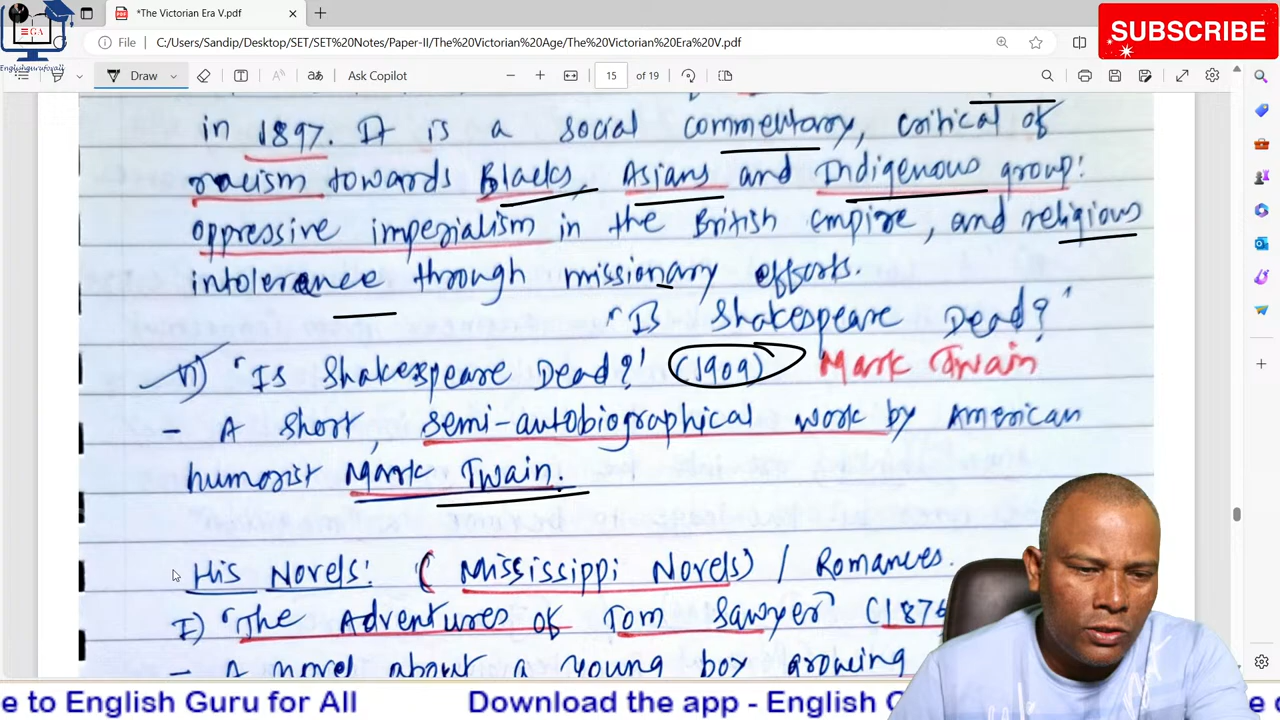 *The Victorian Era V.pdf
SUBSCRIBE
EGA
Englishguruforall
File
C:/Users/Sandip/Desktop/SET/SET%20Notes/Paper-II/The%20Victorian%20Age/The%20Victorian%20Era%20V.pdf
Draw
Ask Copilot
15 of 19
in 1897. It is a social commentary, critical of
racism towards Blacks, Asians and Indigenous group:
oppressive imperialism in the British empire, and religious
intolerance through missionary efforts.
'Is Shakespeare Dead?'
'Is Shakespeare Dead?' (1909) Mark Twain
- A short, semi-autobiographical work by American
humorist Mark Twain.
His Novels: (Mississippi Novels) / Romances.
I) "The Adventures of Tom Sawyer" (1876
- A novel about a young boy growing
e to English Guru for All
Download the app - English G